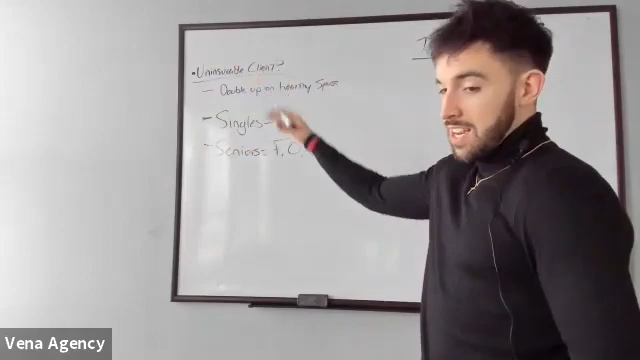 • Uninsurable Client?
- Double up on healthy Spouse
- Singles -
- Seniors = F, C,
Vena Agency